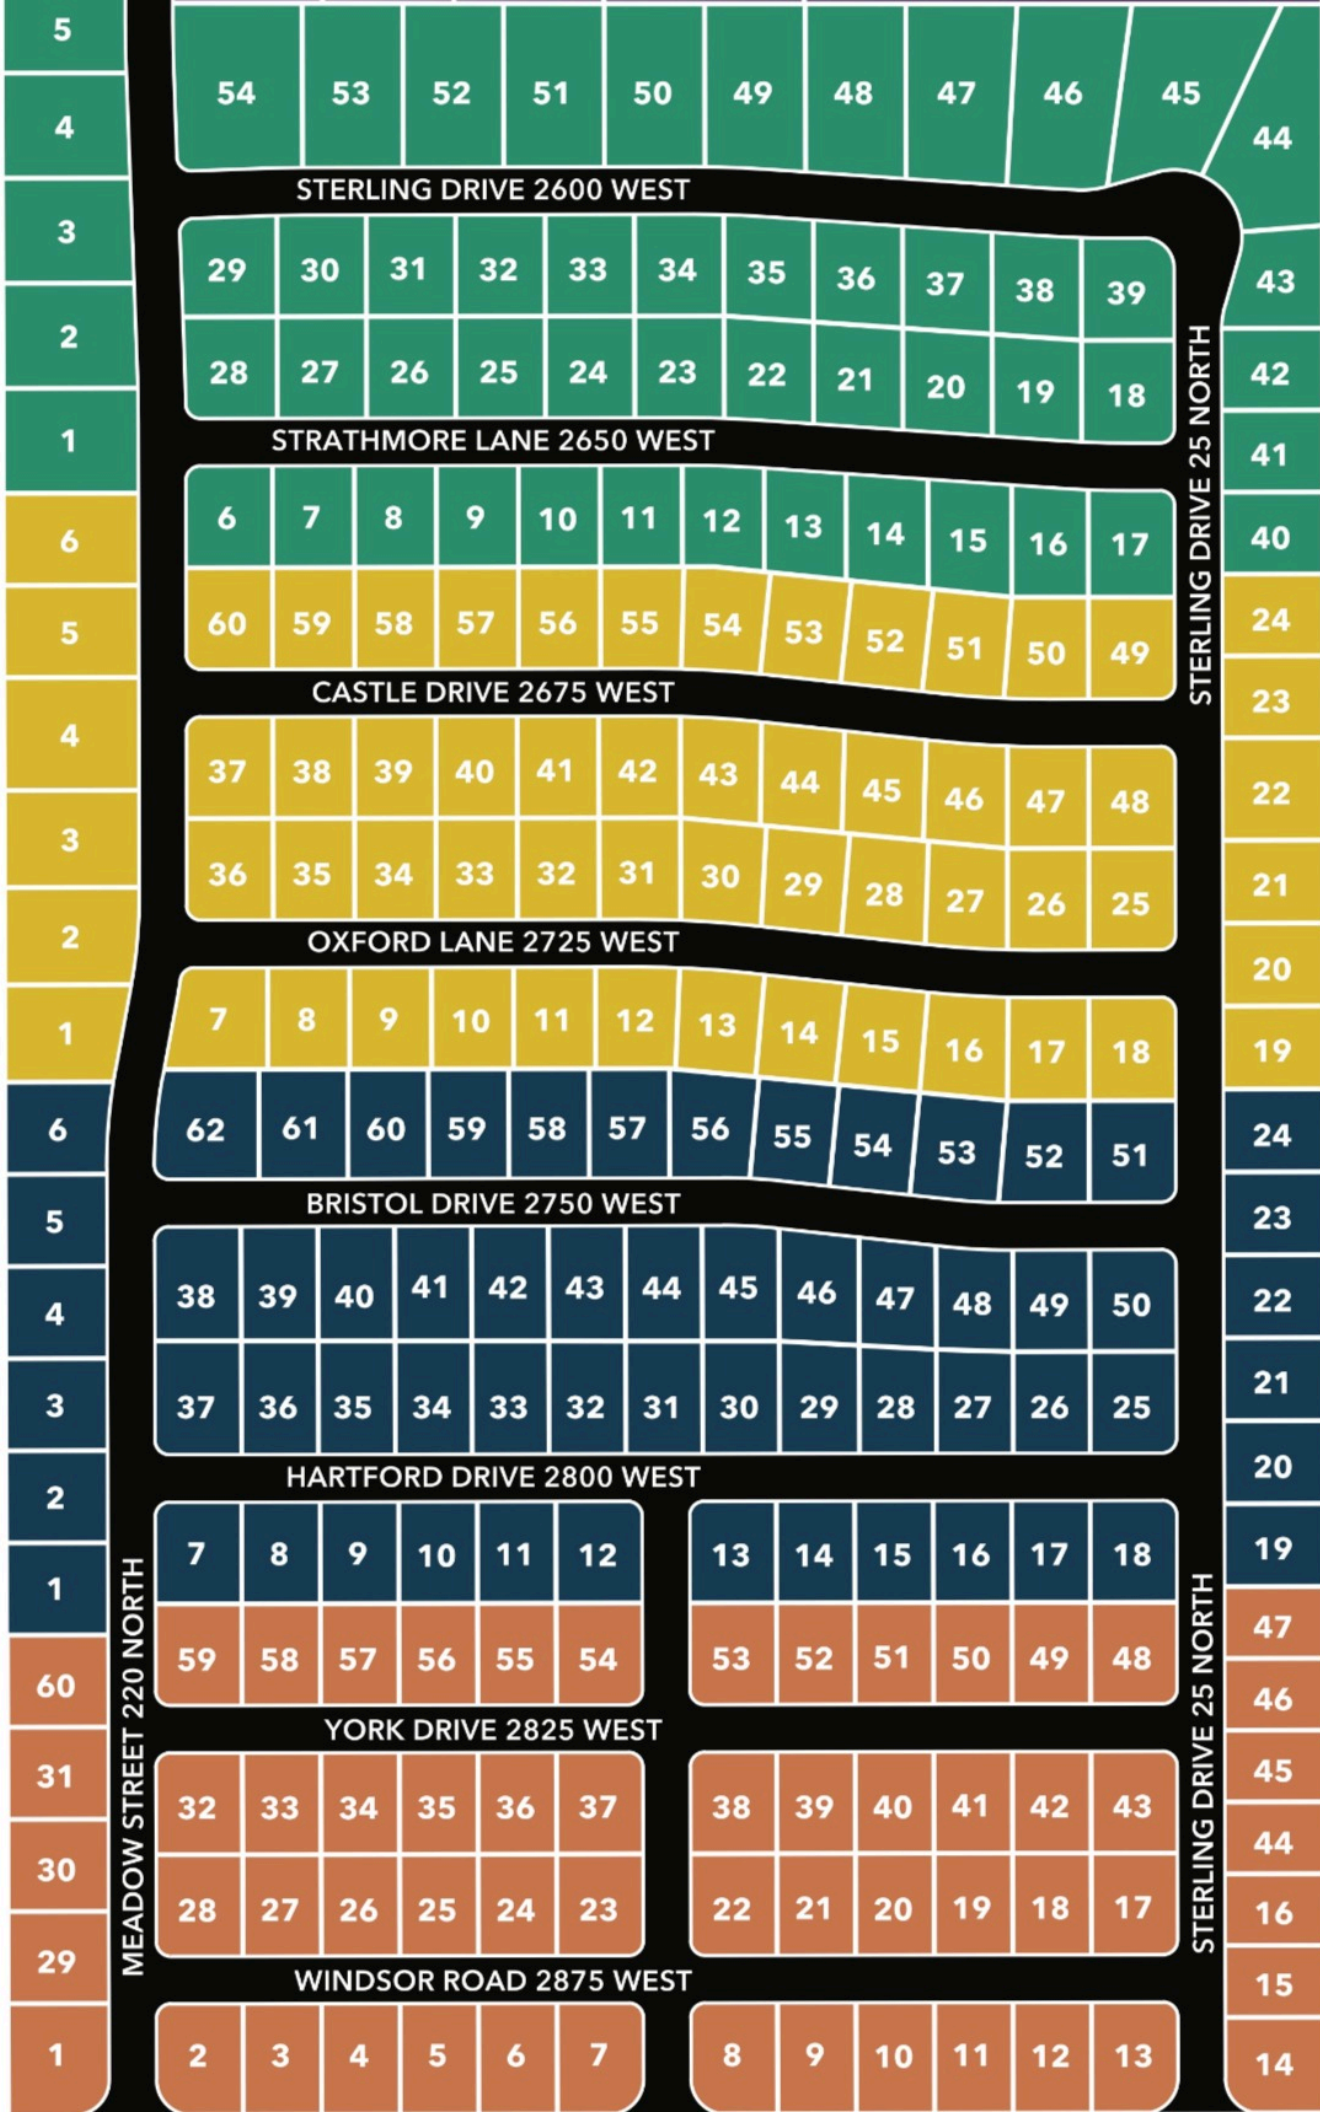 5
54 53 52 51 50 49 48 47 46 45
4
44
STERLING DRIVE 2600 WEST
3
29 30 31 32 33 34 35 36 37 38 39
43
2
28 27 26 25 24 23 22 21 20 19 18
42
STRATHMORE LANE 2650 WEST
1
41
STERLING DRIVE 25 NORTH
6 7 8 9 10 11 12 13 14 15 16 17
6
40
60 59 58 57 56 55 54 53 52 51 50 49
5
24
CASTLE DRIVE 2675 WEST
23
4
37 38 39 40 41 42 43 44 45 46 47 48
22
3
36 35 34 33 32 31 30 29 28 27 26 25
21
OXFORD LANE 2725 WEST
2
20
7 8 9 10 11 12 13 14 15 16 17 18
1
19
62 61 60 59 58 57 56 55 54 53 52 51
6
24
BRISTOL DRIVE 2750 WEST
5
23
38 39 40 41 42 43 44 45 46 47 48 49 50
4
22
37 36 35 34 33 32 31 30 29 28 27 26 25
3
21
HARTFORD DRIVE 2800 WEST
2
20
7 8 9 10 11 12 13 14 15 16 17 18
1
19
MEADOW STREET 220 NORTH
STERLING DRIVE 25 NORTH
59 58 57 56 55 54 53 52 51 50 49 48
47
60
46
YORK DRIVE 2825 WEST
31
45
32 33 34 35 36 37 38 39 40 41 42 43
30
44
28 27 26 25 24 23 22 21 20 19 18 17
16
29
WINDSOR ROAD 2875 WEST
15
1
2 3 4 5 6 7 8 9 10 11 12 13
14